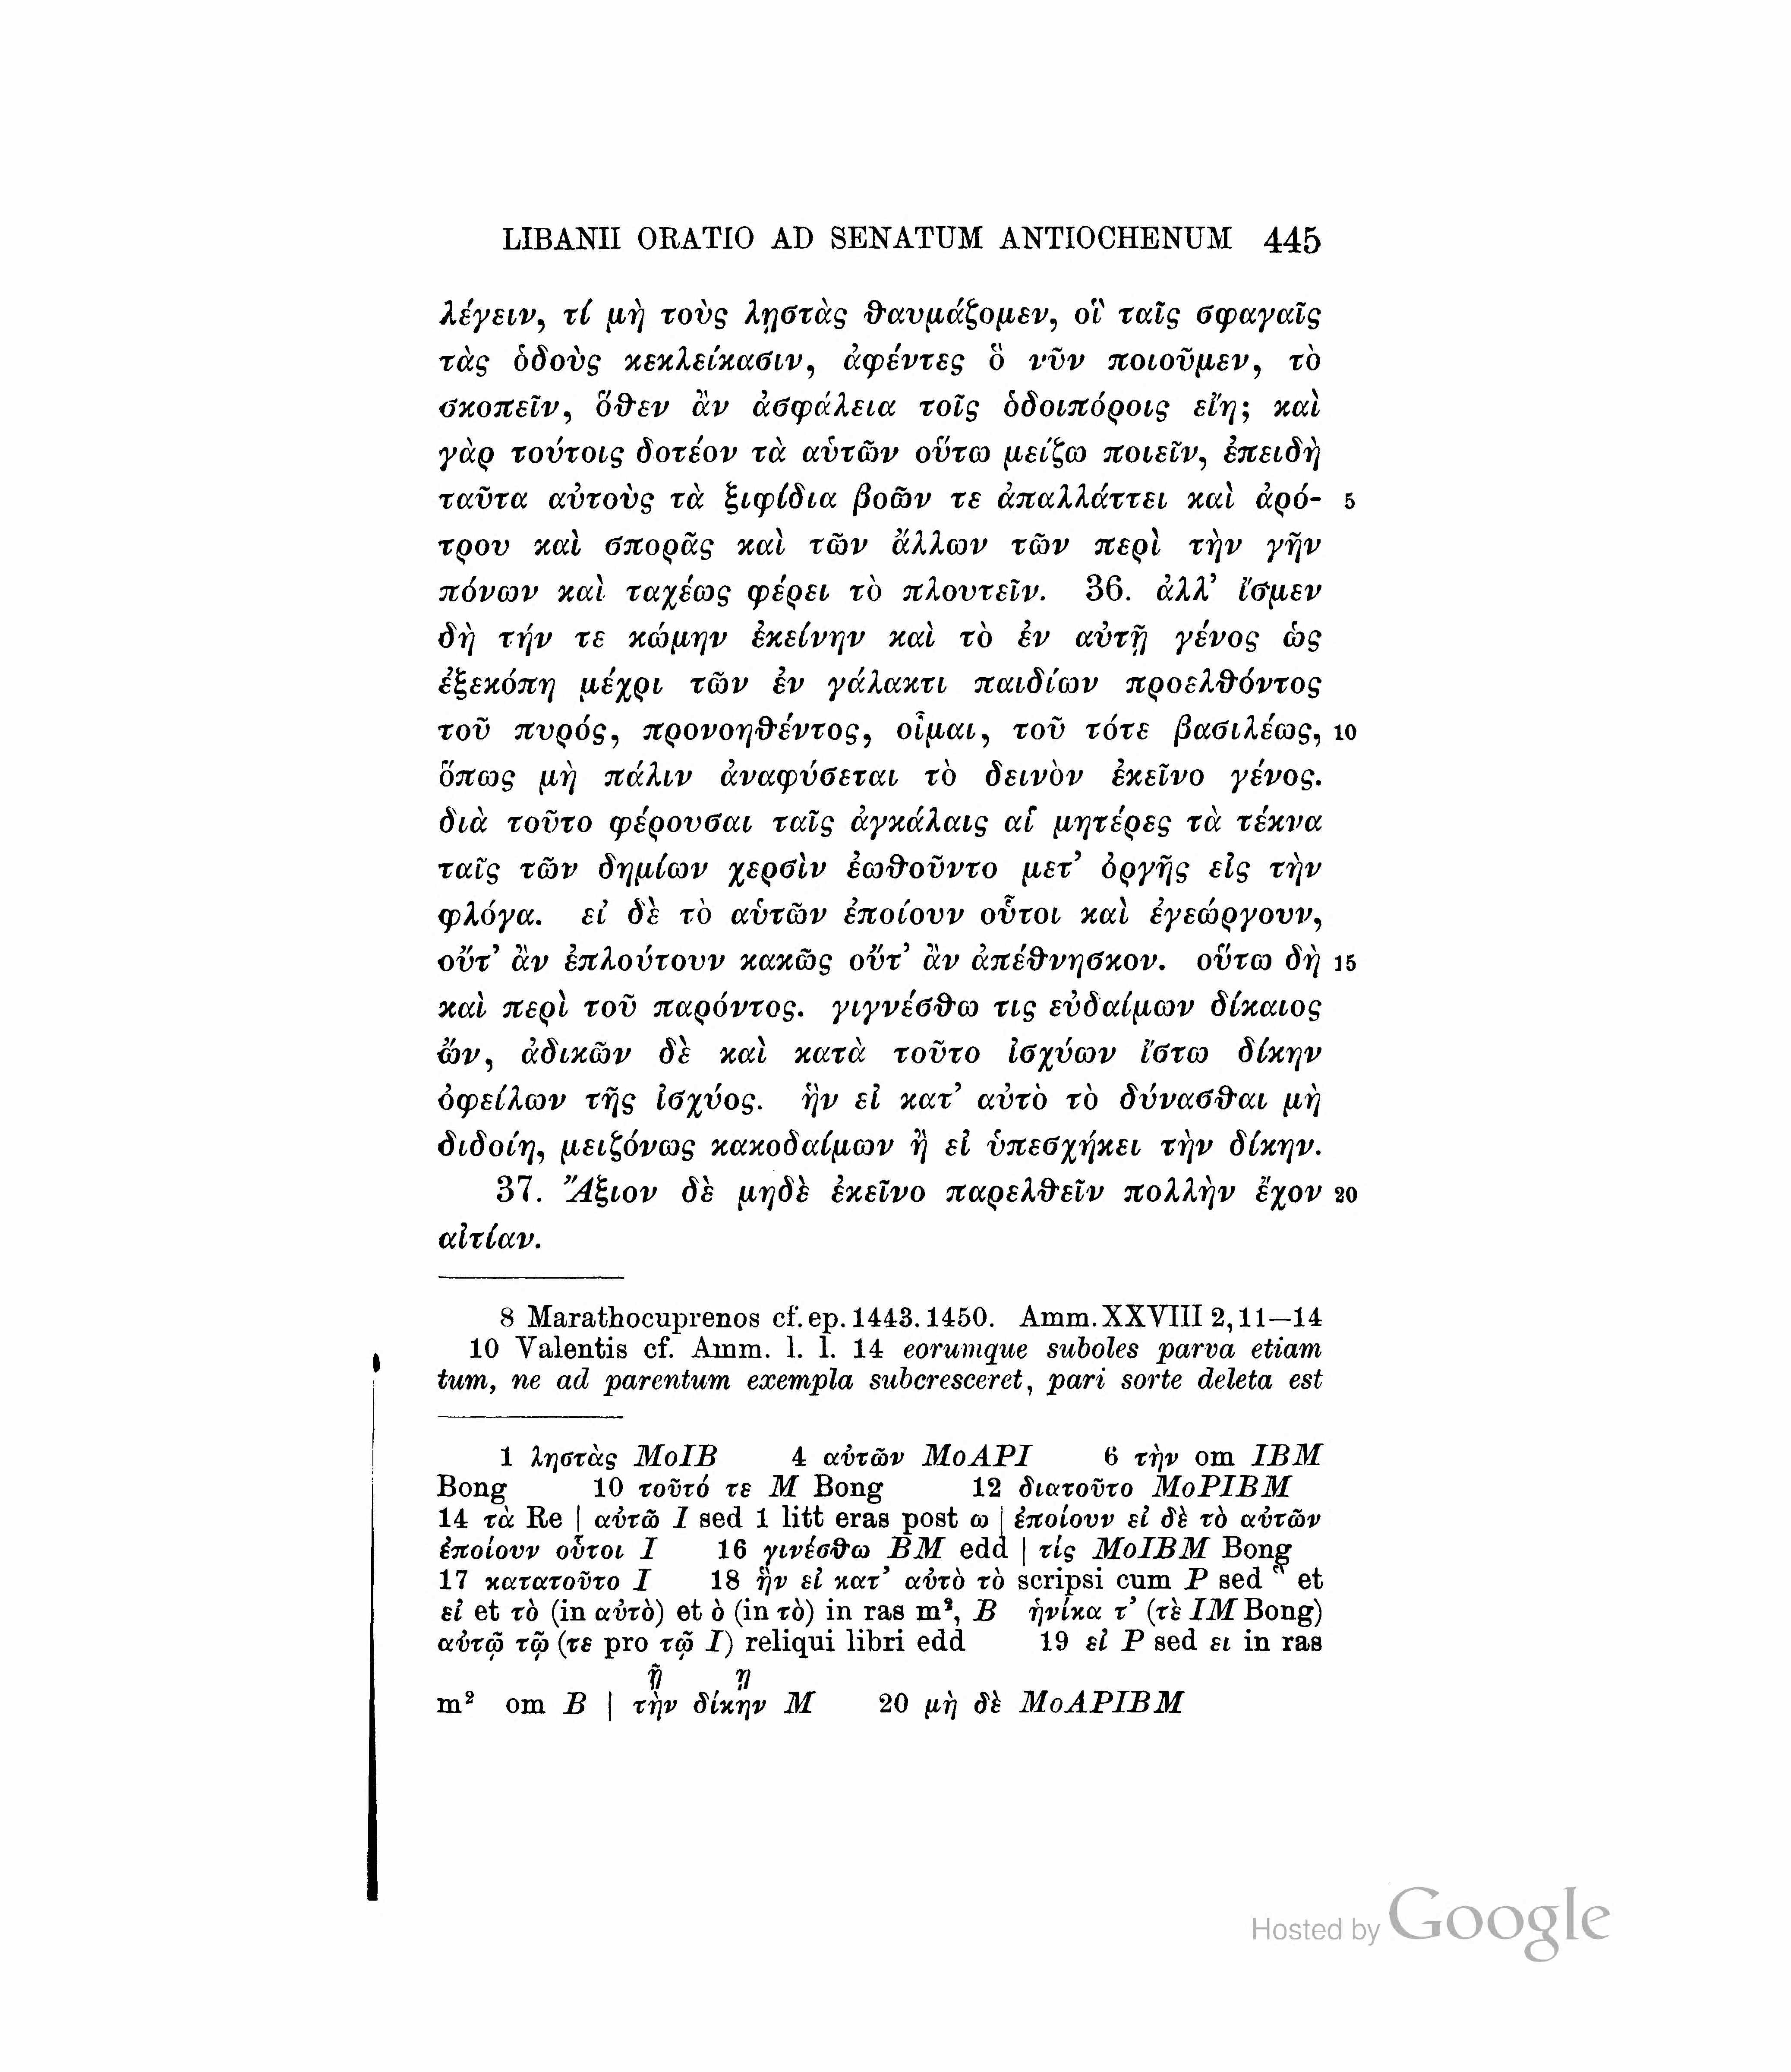 LIBANII ORATIO AD SENATUM ANTIOCHENUM 445
λέγειν, τί μὴ τοὺς λῃστὰς θαυμάζομεν, οἳ ταῖς σφαγαῖς
τὰς ὁδοὺς κεκλείκασιν, ἀφέντες ὃ νῦν ποιοῦμεν, τὸ
σκοπεῖν, ὅθεν ἂν ἀσφάλεια τοῖς ὁδοιπόροις εἴη; καὶ
γὰρ τούτοις δοτέον τὰ αὑτῶν οὕτω μείζω ποιεῖν, ἐπειδὴ
ταῦτα αὐτοὺς τὰ ξιφίδια βοῶν τε ἀπαλλάττει καὶ ἀρό- 5
τρου καὶ σπορᾶς καὶ τῶν ἄλλων τῶν περὶ τὴν γῆν
πόνων καὶ ταχέως φέρει τὸ πλουτεῖν. 36. ἀλλ' ἴσμεν
δὴ τήν τε κώμην ἐκείνην καὶ τὸ ἐν αὐτῇ γένος ὡς
ἐξεκόπη μέχρι τῶν ἐν γάλακτι παιδίων προελθόντος
τοῦ πυρός, προνοηθέντος, οἶμαι, τοῦ τότε βασιλέως, 10
ὅπως μὴ πάλιν ἀναφύσεται τὸ δεινὸν ἐκεῖνο γένος.
διὰ τοῦτο φέρουσαι ταῖς ἀγκάλαις αἱ μητέρες τὰ τέκνα
ταῖς τῶν δημίων χερσὶν ἐωθοῦντο μετ' ὀργῆς εἰς τὴν
φλόγα. εἰ δὲ τὸ αὑτῶν ἐποίουν οὗτοι καὶ ἐγεώργουν,
οὔτ' ἂν ἐπλούτουν κακῶς οὔτ' ἂν ἀπέθνησκον. οὕτω δὴ 15
καὶ περὶ τοῦ παρόντος. γιγνέσθω τις εὐδαίμων δίκαιος
ὤν, ἀδικῶν δὲ καὶ κατὰ τοῦτο ἰσχύων ἴστω δίκην
ὀφείλων τῆς ἰσχύος. ἣν εἰ κατ' αὐτὸ τὸ δύνασθαι μὴ
διδοίη, μειζόνως κακοδαίμων ἢ εἰ ὑπεσχήκει τὴν δίκην.
37. Ἄξιον δὲ μηδὲ ἐκεῖνο παρελθεῖν πολλὴν ἔχον 20
αἰτίαν.
8 Marathocuprenos cf. ep. 1443. 1450. Amm. XXVIII 2, 11—14
10 Valentis cf. Amm. l. l. 14 eorumque suboles parva etiam
tum, ne ad parentum exempla subcresceret, pari sorte deleta est
1 ληστὰς MoIB 4 αὐτῶν MoAPI 6 τὴν om IBM
Bong 10 τοῦτό τε M Bong 12 διατοῦτο MoPIBM
14 τὰ Re | αὐτῶ I sed 1 litt eras post ω | ἐποίουν εἰ δὲ τὸ αὐτῶν
ἐποίουν οὗτοι I 16 γινέσθω BM edd | τίς MoIBM Bong
17 κατατοῦτο I 18 ἣν εἰ κατ' αὐτὸ τὸ scripsi cum P sed ῞ et
εἰ et τὸ (in αὐτὸ) et ὸ (in τὸ) in ras m², B ἡνίκα τ' (τὲ IM Bong)
αὐτῷ τῷ (τε pro τῷ I) reliqui libri edd 19 εἰ P sed ει in ras
ῆ η
m² om B | τὴν δίκην M 20 μὴ δὲ MoAPIBM
Hosted by Google